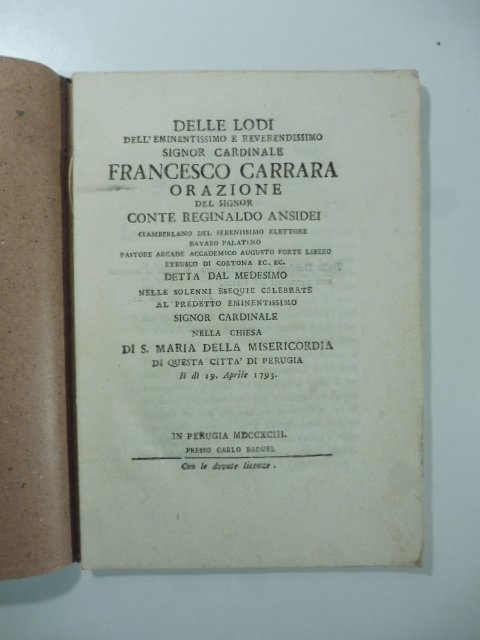 DELLE LODI
DELL' EMINENTISSIMO E REVERENDISSIMO
SIGNOR CARDINALE
FRANCESCO CARRARA
ORAZIONE
DEL SIGNOR
CONTE REGINALDO ANSIDEI
CIAMBERLANO DEL SERENISSIMO ELETTORE
BAVARO PALATINO
PASTORE ARCADE ACCADEMICO AUGUSTO FORTE LIBERO
ETRUSCO DI CORTONA EC. EC.
DETTA DAL MEDESIMO
NELLE SOLENNI ESEQUIE CELEBRATE
AL PREDETTO EMINENTISSIMO
SIGNOR CARDINALE
NELLA CHIESA
DI S. MARIA DELLA MISERICORDIA
DI QUESTA CITTA' DI PERUGIA
Il dì 19. Aprile 1793.
IN PERUGIA MDCCXCIII.
PRESSO CARLO BADUEL
Con le dovute licenze.